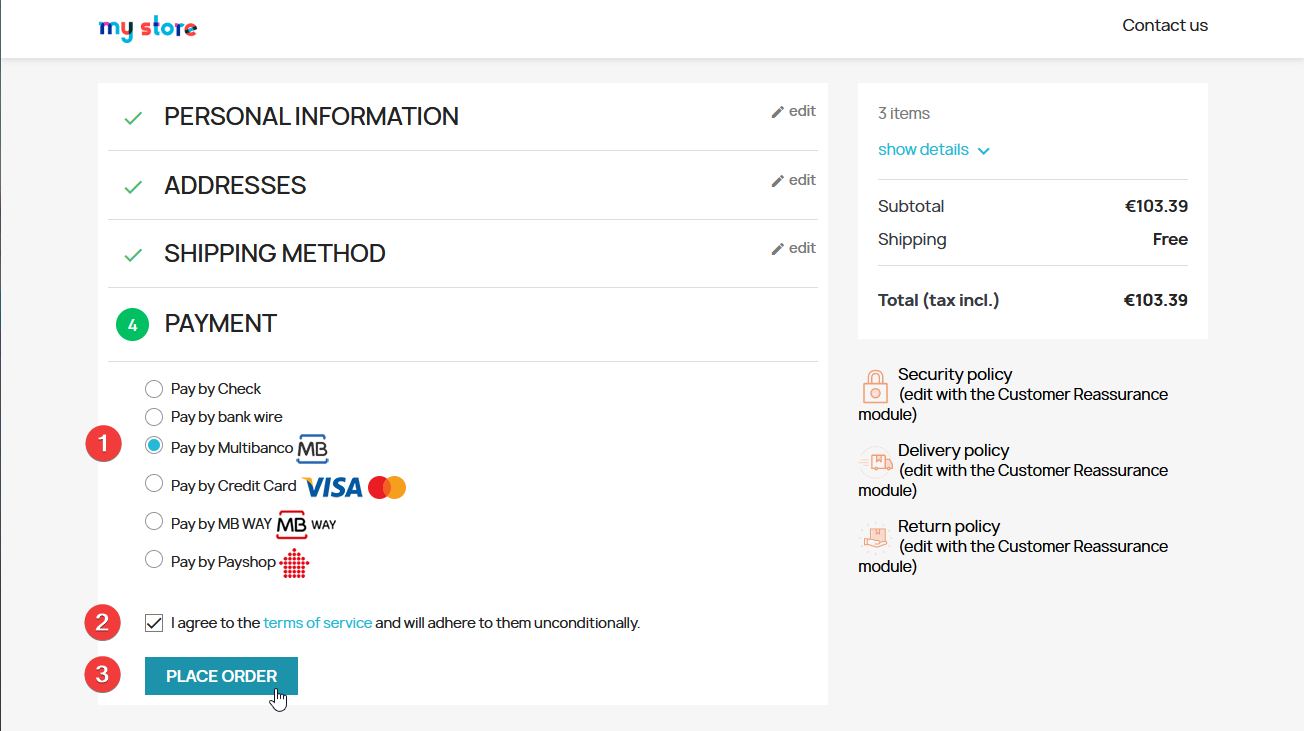 my store
Contact us
PERSONAL INFORMATION
edit
ADDRESSES
edit
SHIPPING METHOD
edit
4 PAYMENT
Pay by Check
Pay by bank wire
1 Pay by Multibanco MB
Pay by Credit Card VISA
Pay by MB WAY MB WAY
Pay by Payshop
2 I agree to the terms of service and will adhere to them unconditionally.
3 PLACE ORDER
3 items
show details
Subtotal €103.39
Shipping Free
Total (tax incl.) €103.39
Security policy
(edit with the Customer Reassurance
module)
Delivery policy
(edit with the Customer Reassurance
module)
Return policy
(edit with the Customer Reassurance
module)